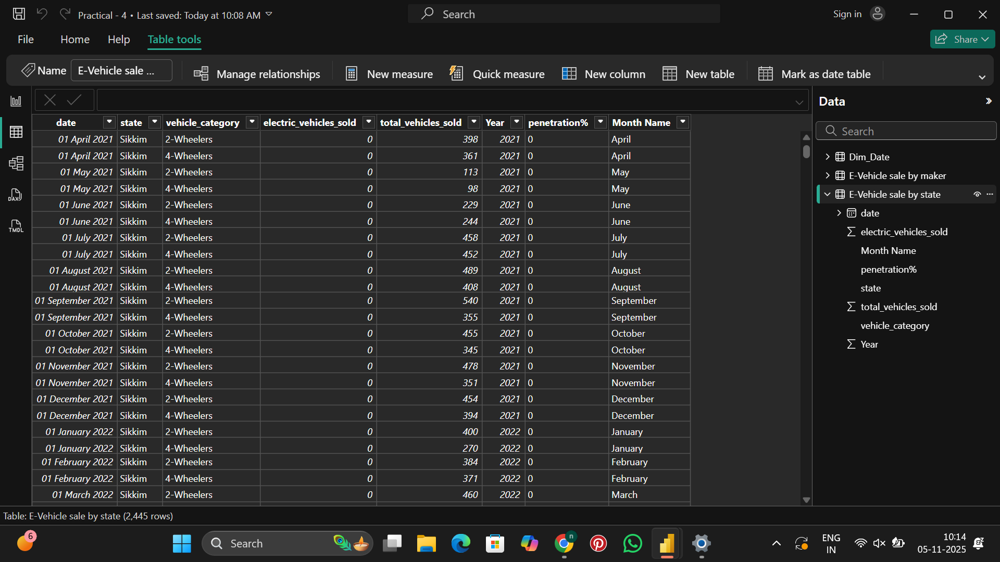 Practical - 4 • Last saved: Today at 10:08 AM
Search
Sign in
File Home Help Table tools
Share
Name E-Vehicle sale ... Manage relationships New measure Quick measure New column New table Mark as date table
date state vehicle_category electric_vehicles_sold total_vehicles_sold Year penetration% Month Name
01 April 2021 Sikkim 2-Wheelers 0 398 2021 0 April
01 April 2021 Sikkim 4-Wheelers 0 361 2021 0 April
01 May 2021 Sikkim 2-Wheelers 0 113 2021 0 May
01 May 2021 Sikkim 4-Wheelers 0 98 2021 0 May
01 June 2021 Sikkim 2-Wheelers 0 229 2021 0 June
01 June 2021 Sikkim 4-Wheelers 0 244 2021 0 June
01 July 2021 Sikkim 2-Wheelers 0 458 2021 0 July
01 July 2021 Sikkim 4-Wheelers 0 452 2021 0 July
01 August 2021 Sikkim 2-Wheelers 0 489 2021 0 August
01 August 2021 Sikkim 4-Wheelers 0 408 2021 0 August
01 September 2021 Sikkim 2-Wheelers 0 540 2021 0 September
01 September 2021 Sikkim 4-Wheelers 0 355 2021 0 September
01 October 2021 Sikkim 2-Wheelers 0 455 2021 0 October
01 October 2021 Sikkim 4-Wheelers 0 345 2021 0 October
01 November 2021 Sikkim 2-Wheelers 0 478 2021 0 November
01 November 2021 Sikkim 4-Wheelers 0 351 2021 0 November
01 December 2021 Sikkim 2-Wheelers 0 454 2021 0 December
01 December 2021 Sikkim 4-Wheelers 0 394 2021 0 December
01 January 2022 Sikkim 2-Wheelers 0 400 2022 0 January
01 January 2022 Sikkim 4-Wheelers 0 270 2022 0 January
01 February 2022 Sikkim 2-Wheelers 0 384 2022 0 February
01 February 2022 Sikkim 4-Wheelers 0 371 2022 0 February
01 March 2022 Sikkim 2-Wheelers 0 460 2022 0 March
Data
Search
Dim_Date
E-Vehicle sale by maker
E-Vehicle sale by state
date
electric_vehicles_sold
Month Name
penetration%
state
total_vehicles_sold
vehicle_category
Year
DAX
TMDL
Table: E-Vehicle sale by state (2,445 rows)
6
Search
n
ENG
IN
10:14
05-11-2025